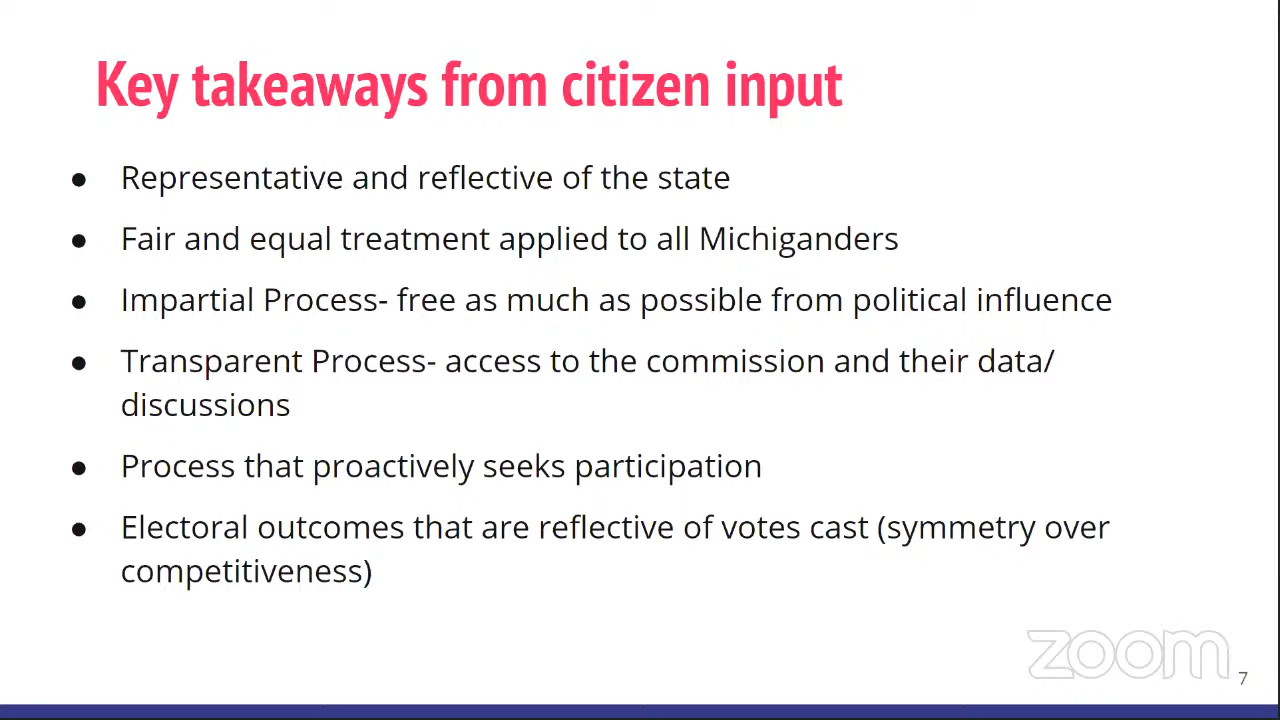 Key takeaways from citizen input
● Representative and reflective of the state
● Fair and equal treatment applied to all Michiganders
● Impartial Process- free as much as possible from political influence
● Transparent Process- access to the commission and their data/
discussions
● Process that proactively seeks participation
● Electoral outcomes that are reflective of votes cast (symmetry over
competitiveness)
zoom
7